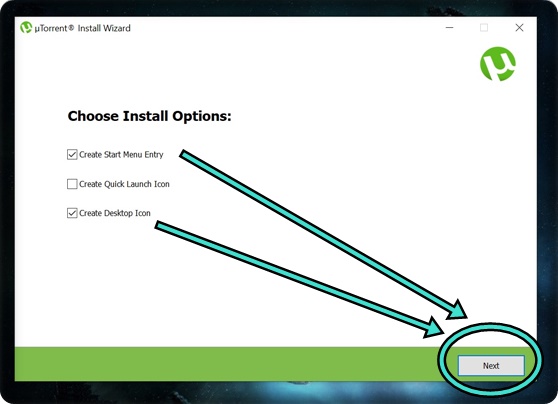 µTorrent® Install Wizard
Choose Install Options:
Create Start Menu Entry
Create Quick Launch Icon
Create Desktop Icon
Next